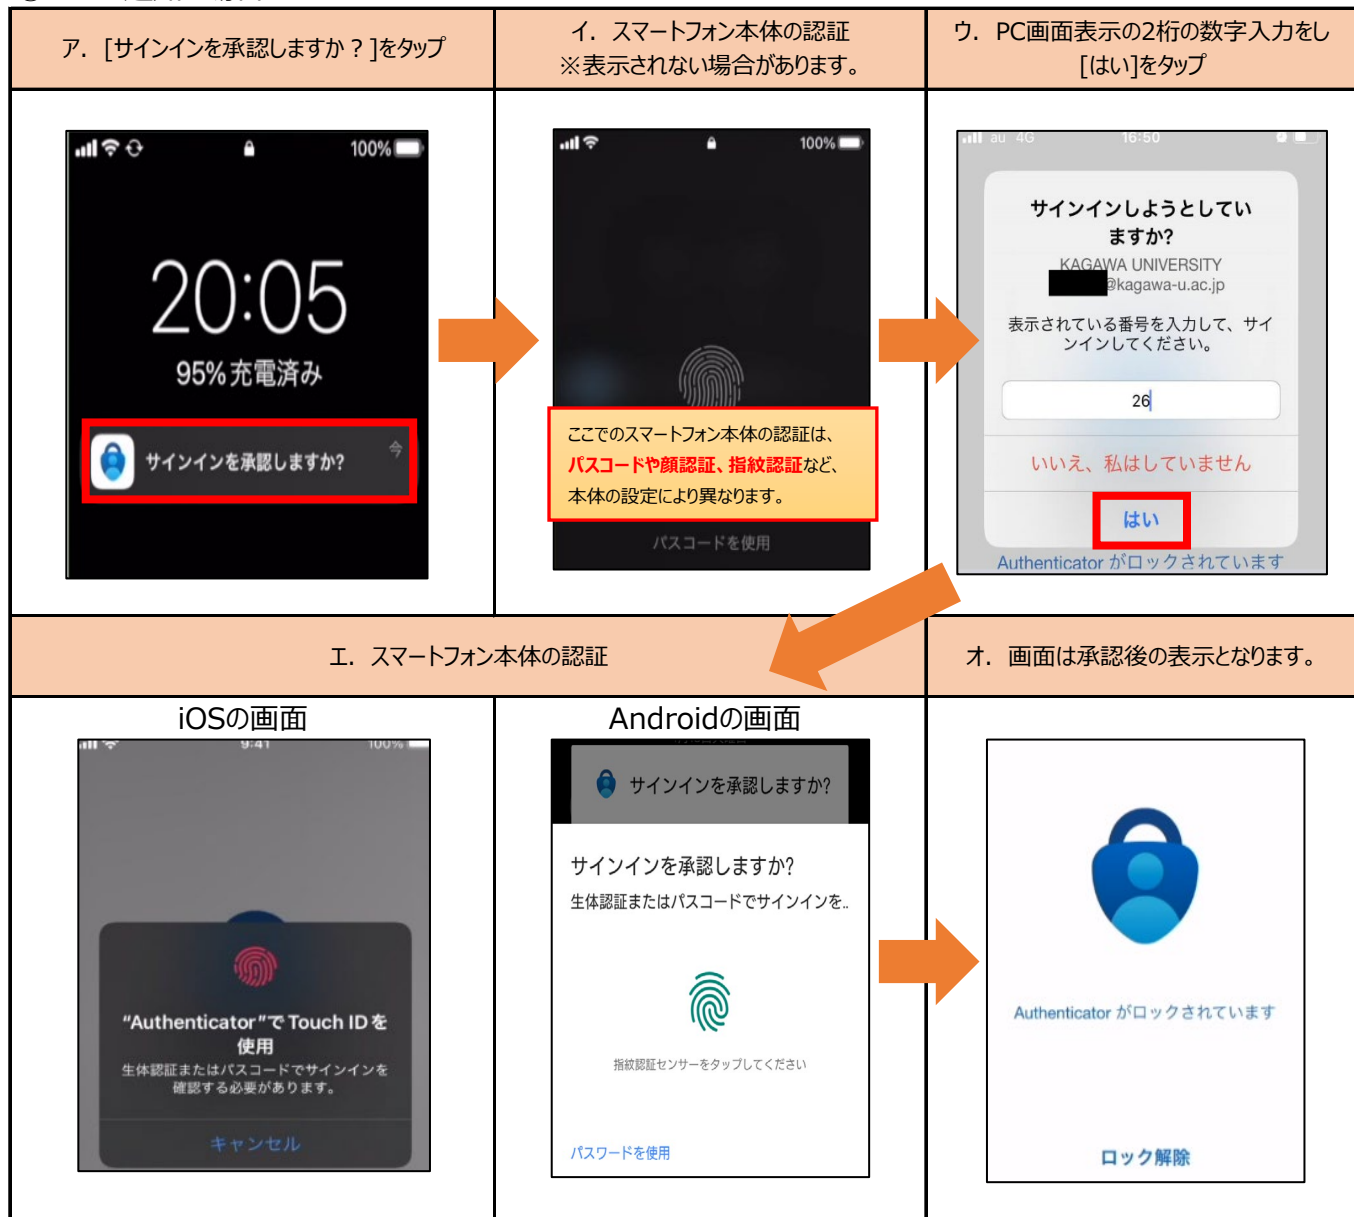 ア．[サインインを承認しますか？]をタップ
イ．スマートフォン本体の認証
※表示されない場合があります。
ウ．PC画面表示の2桁の数字入力をし
[はい]をタップ
100%
20:05
95% 充電済み
サインインを承認しますか?
今
100%
ここでのスマートフォン本体の認証は、
パスコードや顔認証、指紋認証など、
本体の設定により異なります。
パスコードを使用
au 4G 16:50
サインインしようとしてい
ますか?
KAGAWA UNIVERSITY
@kagawa-u.ac.jp
表示されている番号を入力して、サイ
ンインしてください。
26
いいえ、私はしていません
はい
Authenticator がロックされています
エ．スマートフォン本体の認証
オ．画面は承認後の表示となります。
iOSの画面
9:41 100%
“Authenticator”で Touch ID を
使用
生体認証またはパスコードでサインインを
確認する必要があります。
キャンセル
Androidの画面
サインインを承認しますか?
サインインを承認しますか?
生体認証またはパスコードでサインインを..
指紋認証センサーをタップしてください
パスワードを使用
Authenticator がロックされています
ロック解除